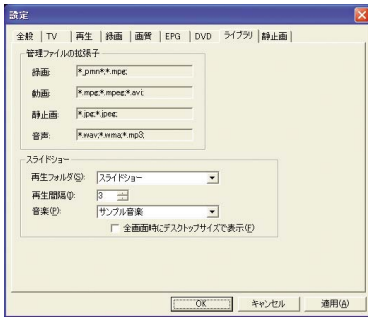 設定
全般 TV 再生 録画 画質 EPG DVD ライブラリ 静止画
管理ファイルの拡張子
録画: *.pmn;*.mpe;
動画: *.mpe;*.mpee;*.avi;
静止画: *.jpe;*.jpee;
音声: *.wav;*.wma;*.mp3;
スライドショー
再生フォルダ(S): スライドショー
再生間隔(I): 3
音楽(P): サンプル音楽
全画面時にデスクトップサイズで表示(F)
OK キャンセル 適用(A)